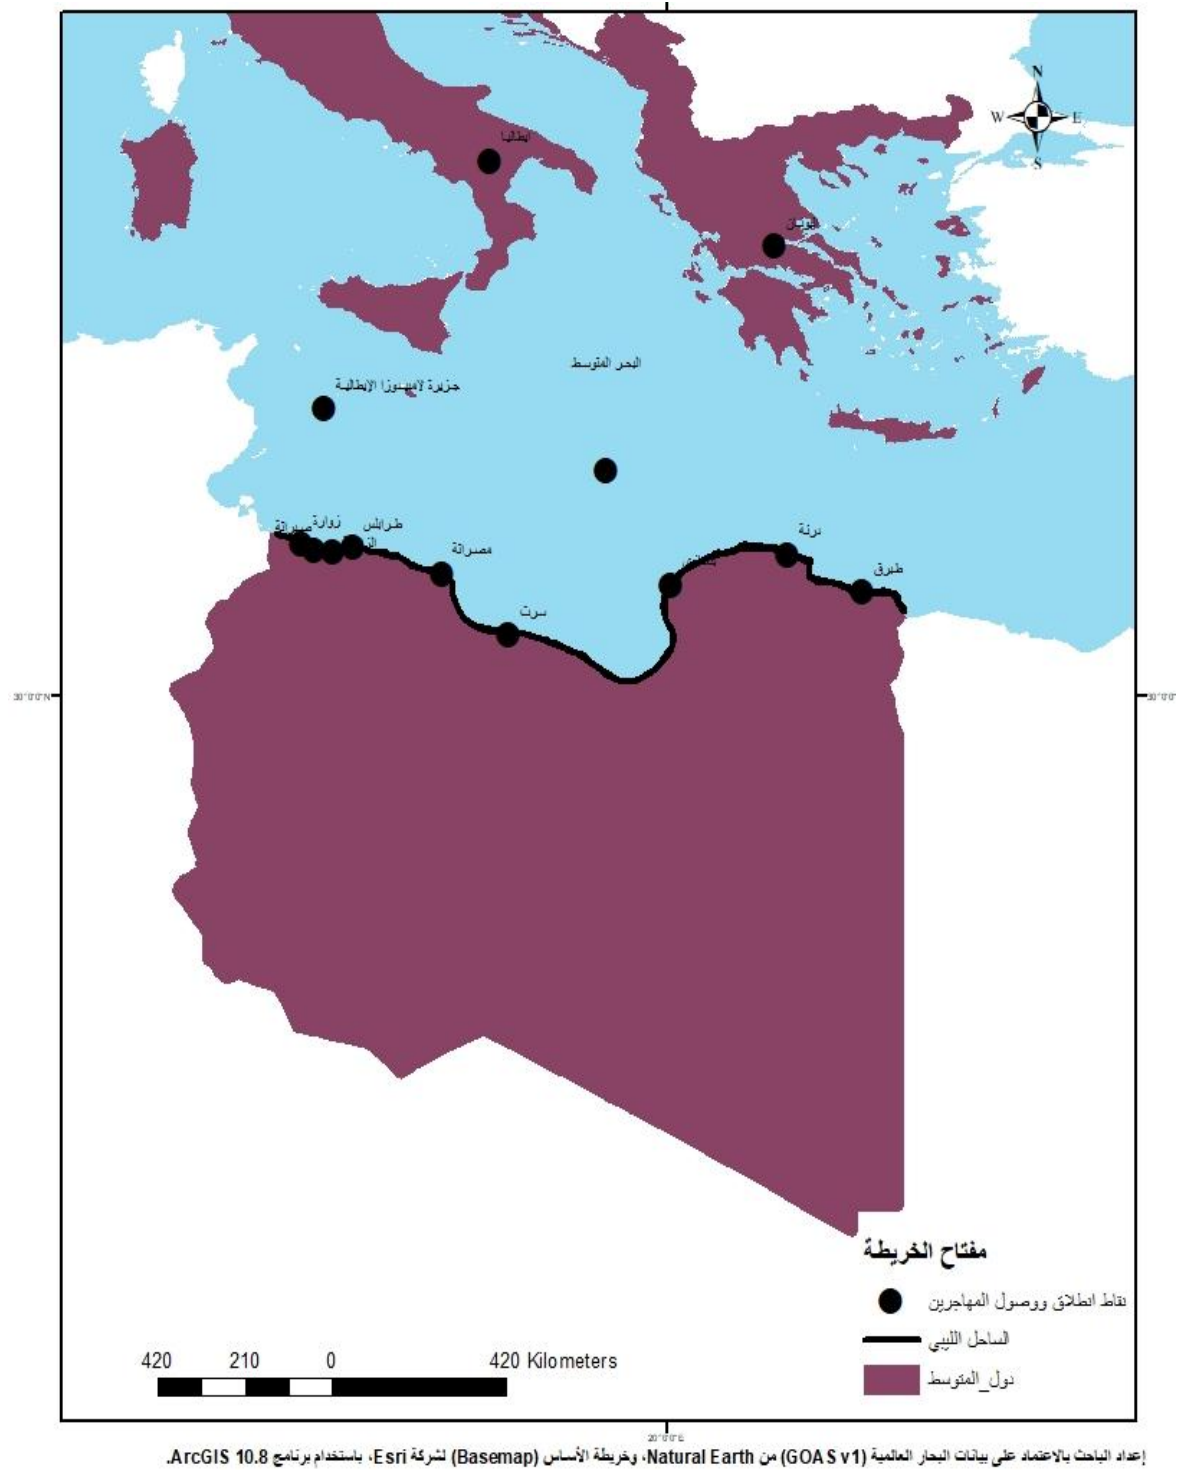 N
W E
S
إيطاليا
اليونان
البحر المتوسط
جزيرة لامبيدوزا الإيطالية
صبراتة
زوارة
طرابلس
الز
مصراتة
سرت
درنة
طبرق
30°0'0"N
30°0'0"
مفتاح الخريطة
نقاط انطلاق ووصول المهاجرين
الساحل الليبي
دول_المتوسط
420 210 0 420 Kilometers
20°0'0"E
إعداد الباحث بالاعتماد على بيانات البحار العالمية (GOAS v1) من Natural Earth، وخريطة الأساس (Basemap) لشركة Esri، باستخدام برنامج ArcGIS 10.8.